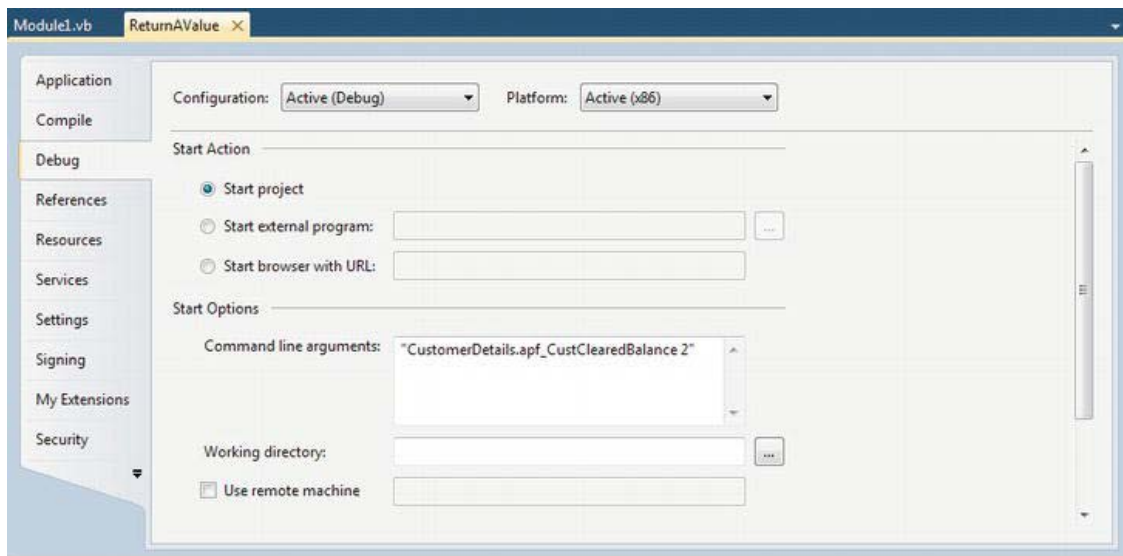 Module1.vb ReturnAValue
Application
Compile
Debug
References
Resources
Services
Settings
Signing
My Extensions
Security
Configuration: Active (Debug) Platform: Active (x86)
Start Action
Start project
Start external program: ...
Start browser with URL:
Start Options
Command line arguments: "CustomerDetails.apf_CustClearedBalance 2"
Working directory: ...
Use remote machine